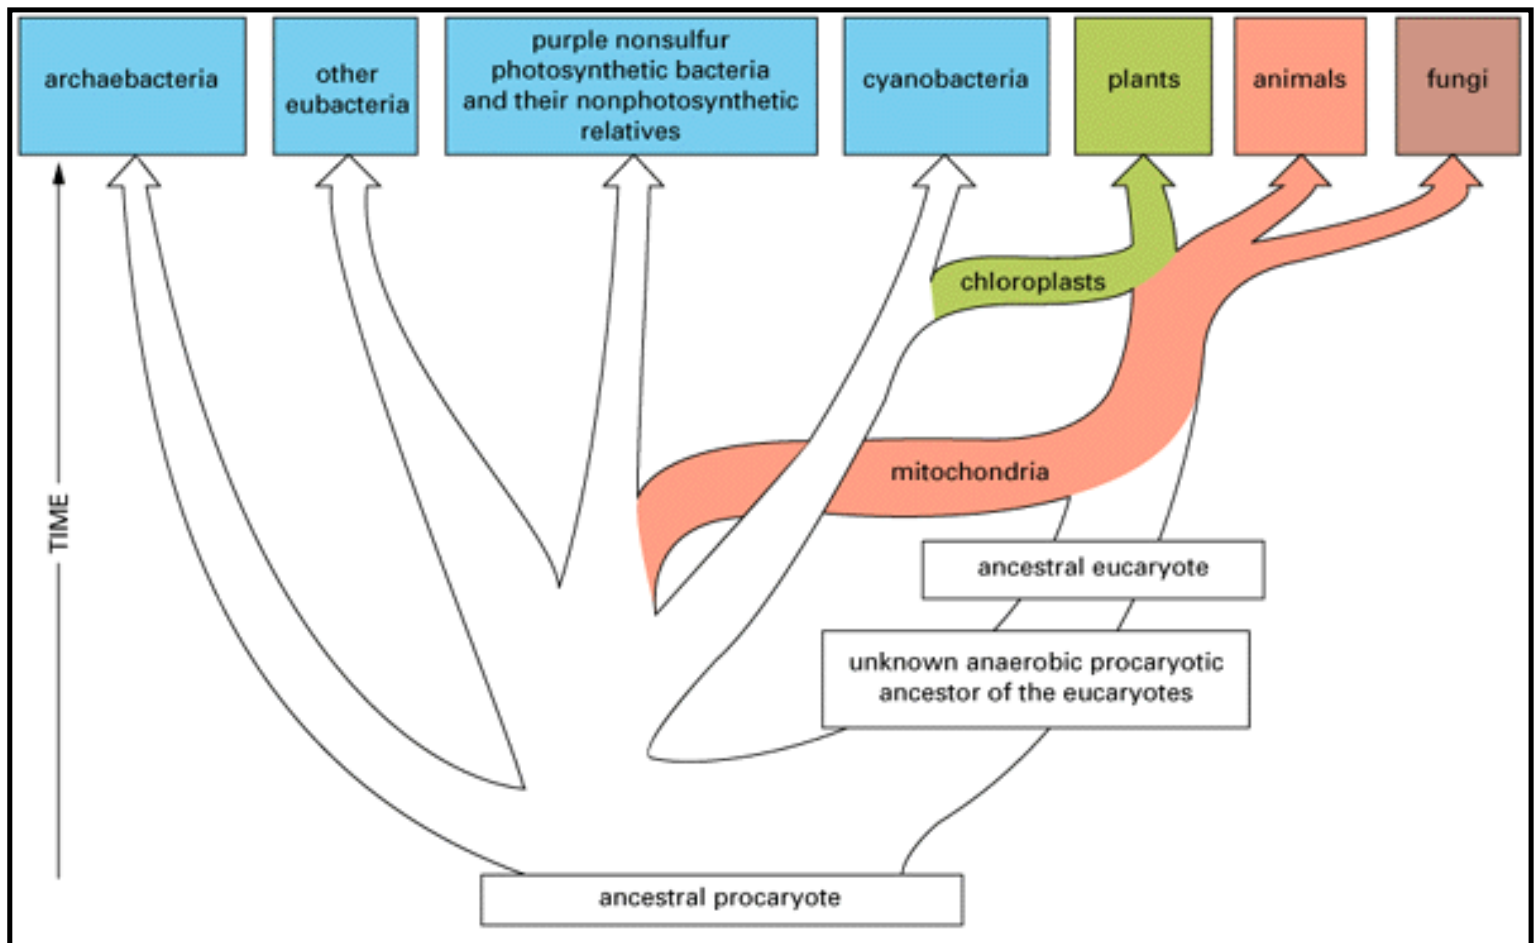 archaebacteria
other
eubacteria
purple nonsulfur
photosynthetic bacteria
and their nonphotosynthetic
relatives
cyanobacteria
plants
animals
fungi
chloroplasts
mitochondria
TIME
ancestral eucaryote
unknown anaerobic procaryotic
ancestor of the eucaryotes
ancestral procaryote